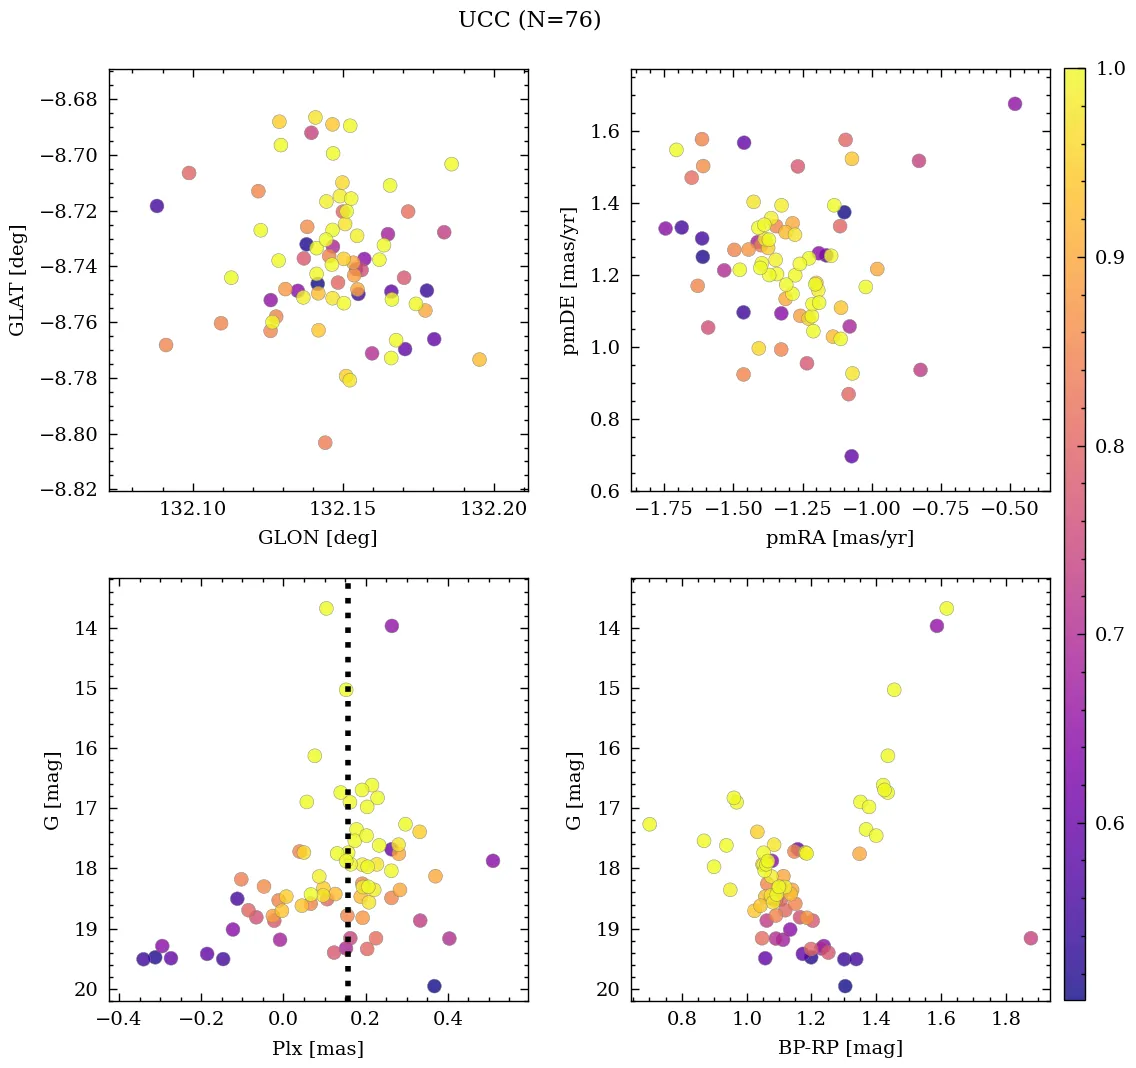 UCC (N=76)
−8.68
−8.70
−8.72
−8.74
−8.76
−8.78
−8.80
−8.82
GLAT [deg]
132.10 132.15 132.20
GLON [deg]
1.6
1.4
1.2
1.0
0.8
0.6
pmDE [mas/yr]
−1.75 −1.50 −1.25 −1.00 −0.75 −0.50
pmRA [mas/yr]
14
15
16
17
18
19
20
G [mag]
−0.4 −0.2 0.0 0.2 0.4
Plx [mas]
14
15
16
17
18
19
20
G [mag]
0.8 1.0 1.2 1.4 1.6 1.8
BP-RP [mag]
1.0
0.9
0.8
0.7
0.6